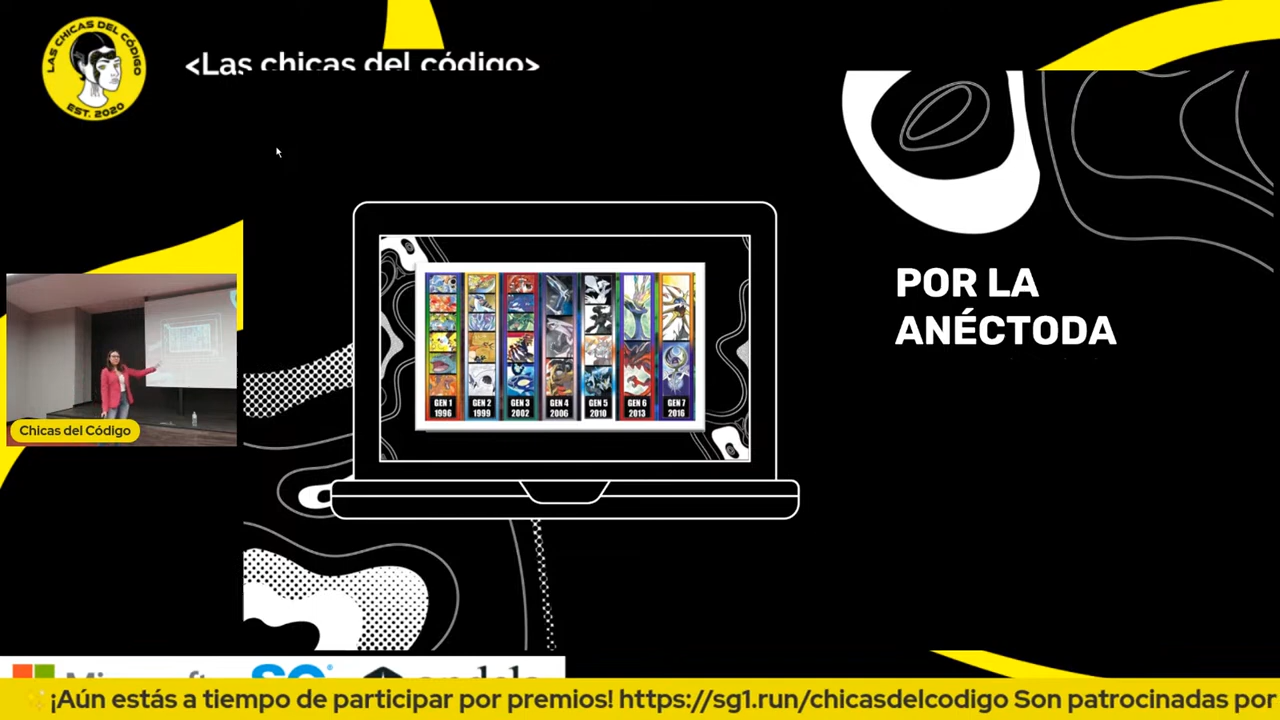 LAS CHICAS DEL CÓDIGO
EST. 2020
<Las chicas del código>
POR LA
ANÉCTODA
GEN 1
1996
GEN 2
1999
GEN 3
2002
GEN 4
2006
GEN 5
2010
GEN 6
2013
GEN 7
2016
Chicas del Código
¡Aún estás a tiempo de participar por premios! https://sg1.run/chicasdelcodigo Son patrocinadas por